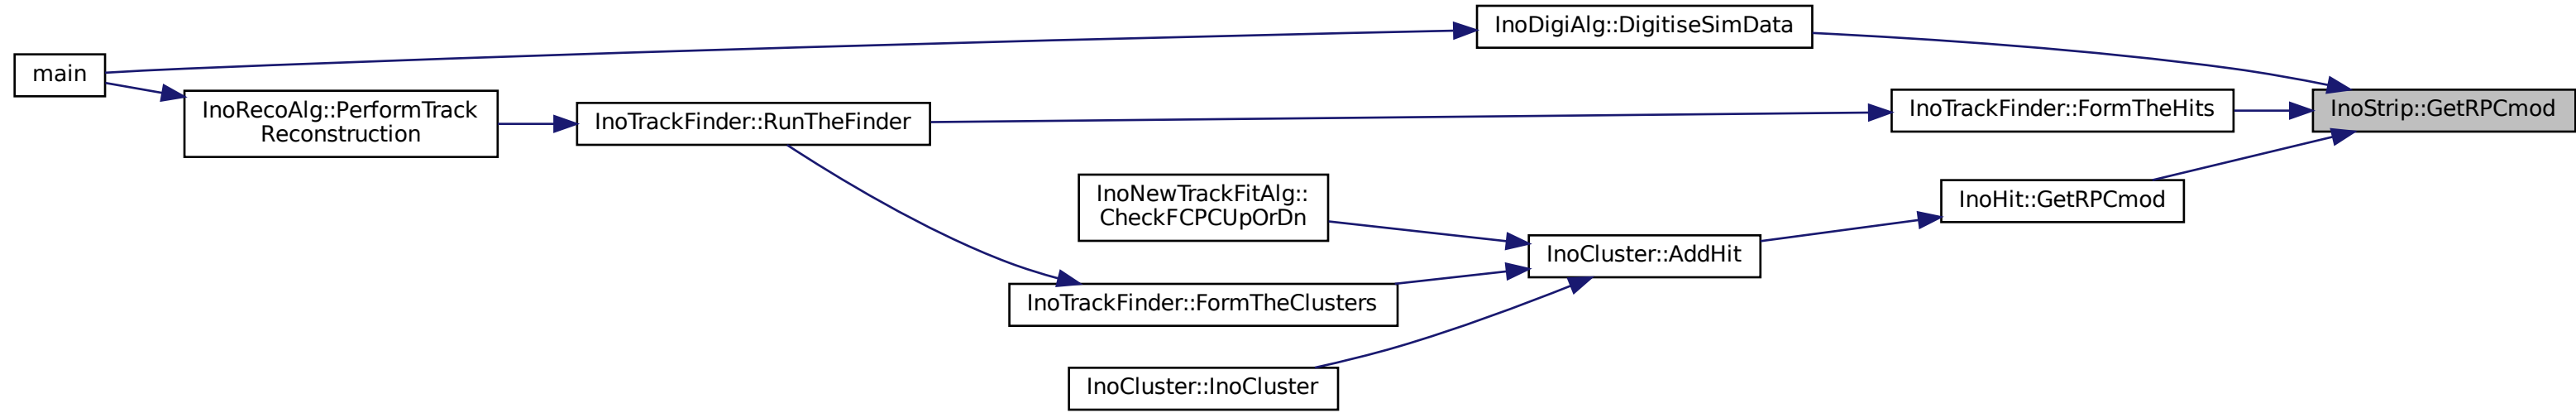 InoDigiAlg::DigitiseSimData
main
InoRecoAlg::PerformTrack
Reconstruction
InoTrackFinder::RunTheFinder
InoTrackFinder::FormTheHits
InoStrip::GetRPCmod
InoNewTrackFitAlg::
CheckFCPCUpOrDn
InoHit::GetRPCmod
InoCluster::AddHit
InoTrackFinder::FormTheClusters
InoCluster::InoCluster